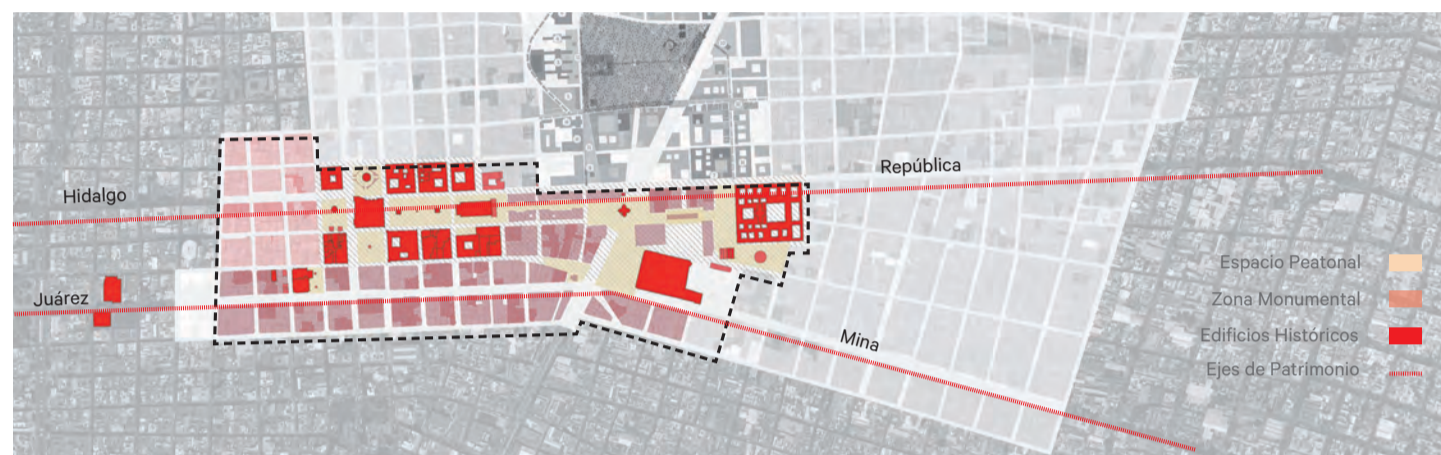 República
Hidalgo
Espacio Peatonal
Juárez
Zona Monumental
Mina
Edificios Históricos
Ejes de Patrimonio